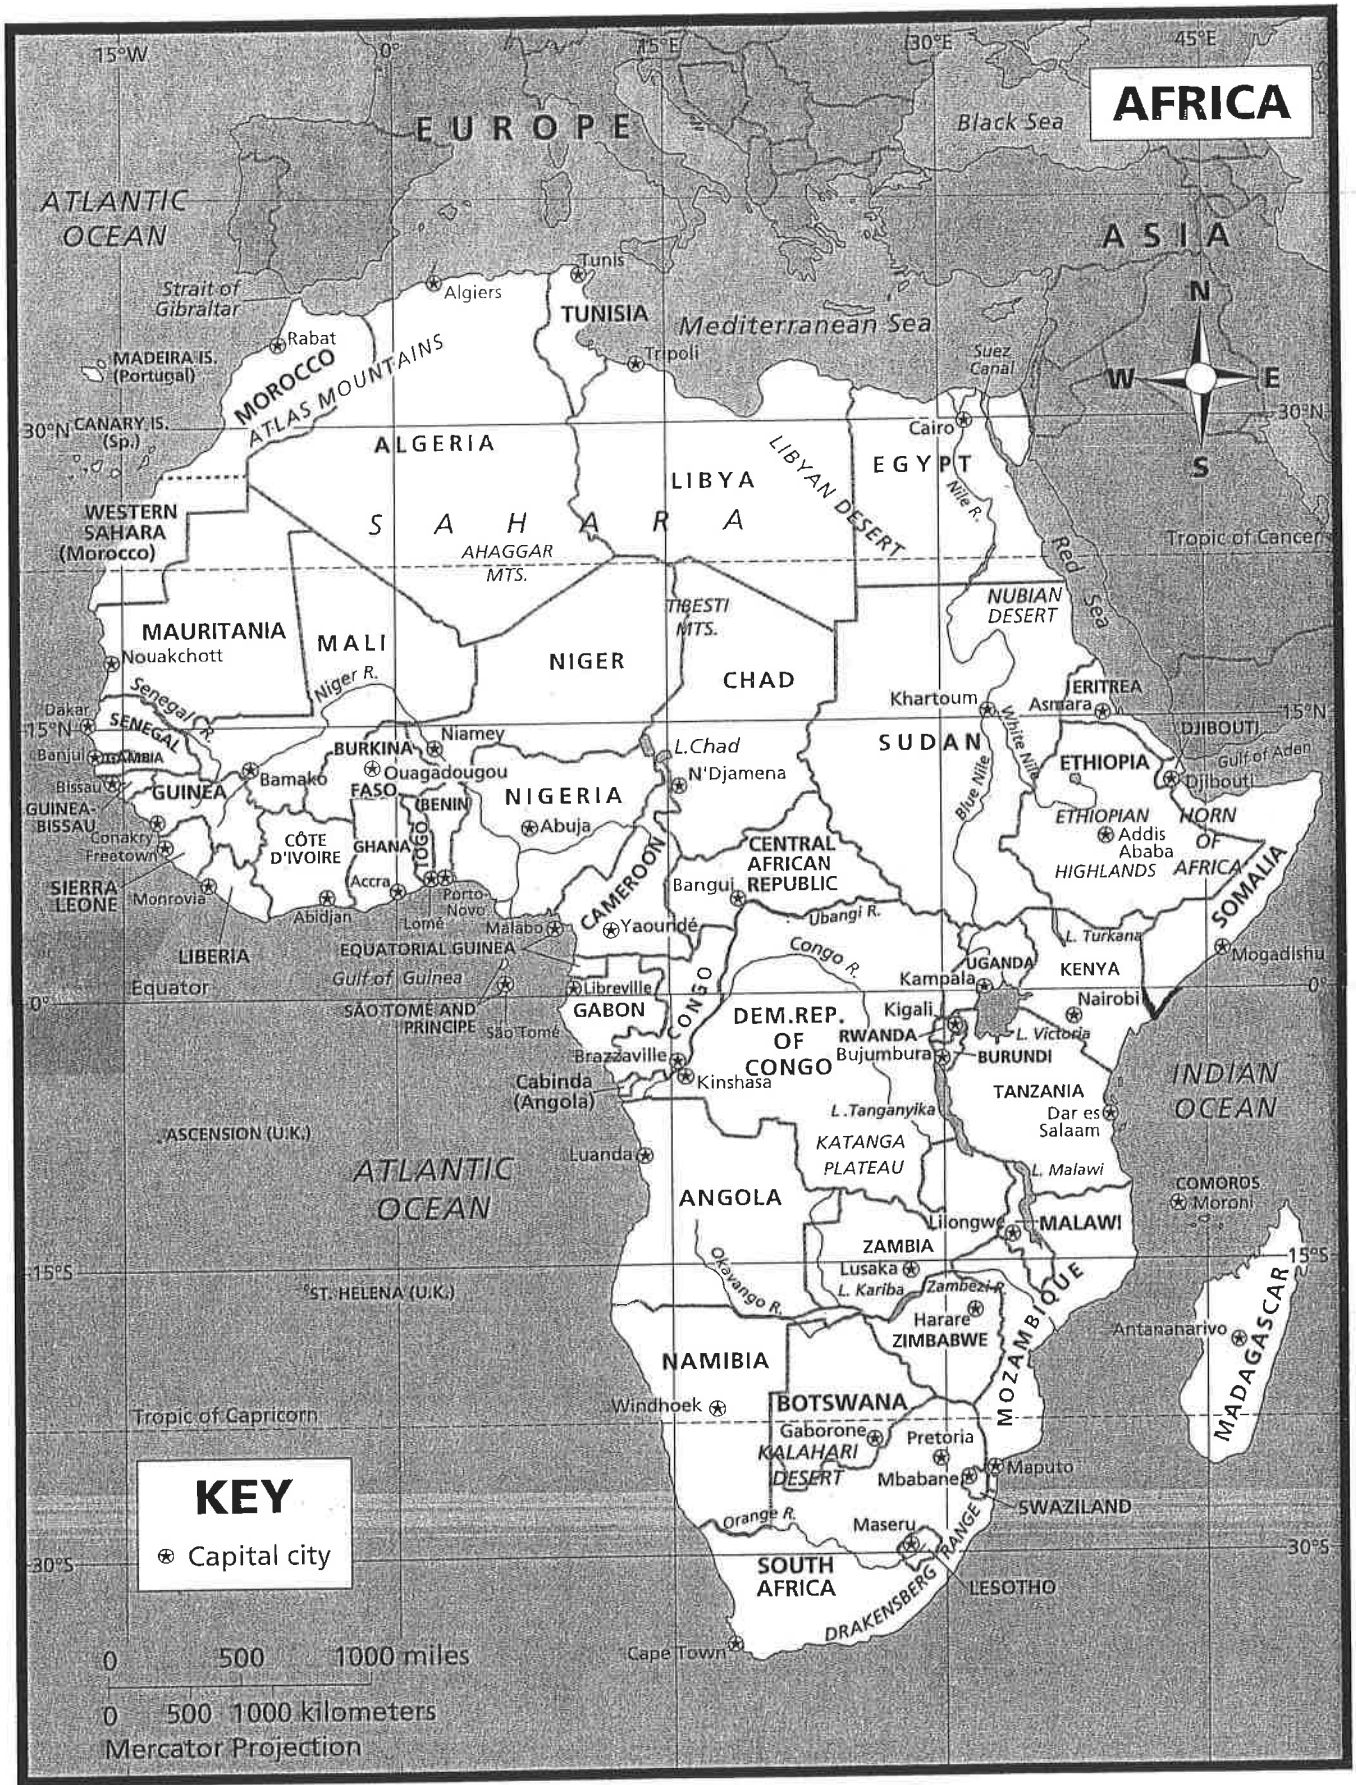 15°W
0°
15°E
30°E
45°E
AFRICA
EUROPE
Black Sea
ATLANTIC
OCEAN
ASIA
Strait of
Gibraltar
Algiers
Tunis
TUNISIA
Mediterranean Sea
N
W
E
S
Suez
Canal
Rabat
Tripoli
MADEIRA IS.
(Portugal)
MOROCCO
ATLAS MOUNTAINS
30°N
CANARY IS.
(Sp.)
30°N
Cairo
ALGERIA
LIBYA
LIBYAN DESERT
EGYPT
Nile R.
WESTERN
SAHARA
(Morocco)
SAHARA
AHAGGAR
MTS.
Red Sea
Tropic of Cancer
TIBESTI
MTS.
NUBIAN
DESERT
MAURITANIA
MALI
NIGER
CHAD
Nouakchott
Niger R.
Senegal R.
Khartoum
ERITREA
Asmara
Dakar
15°N
15°N
SENEGAL
Niamey
BURKINA
FASO
L.Chad
SUDAN
White Nile
Blue Nile
DJIBOUTI
Gulf of Aden
Djibouti
Banjul
GAMBIA
Bissau
Bamako
Ouagadougou
N'Djamena
ETHIOPIA
GUINEA-
BISSAU
GUINEA
BENIN
NIGERIA
Abuja
ETHIOPIAN
HIGHLANDS
Addis
Ababa
HORN
OF
AFRICA
Conakry
Freetown
CÔTE
D'IVOIRE
GHANA
TOGO
CENTRAL
AFRICAN
REPUBLIC
SOMALIA
SIERRA
LEONE
Monrovia
Abidjan
Accra
Lomé
Porto-
Novo
Malabo
CAMEROON
Yaoundé
Bangui
Ubangi R.
LIBERIA
EQUATORIAL GUINEA
Congo R.
L. Turkana
UGANDA
KENYA
Mogadishu
Equator
Gulf of Guinea
Libreville
Kampala
0°
0°
SÃO TOMÉ AND
PRINCIPE
São Tomé
GABON
CONGO
DEM.REP.
OF
CONGO
Kigali
RWANDA
Nairobi
L. Victoria
Brazzaville
Kinshasa
Bujumbura
BURUNDI
Cabinda
(Angola)
TANZANIA
Dar es
Salaam
INDIAN
OCEAN
ASCENSION (U.K.)
L.Tanganyika
Luanda
KATANGA
PLATEAU
L. Malawi
ATLANTIC
OCEAN
COMOROS
Moroni
ANGOLA
Lilongwe
MALAWI
ZAMBIA
Lusaka
15°S
15°S
ST. HELENA (U.K.)
Okavango R.
L. Kariba
Zambezi R.
Harare
ZIMBABWE
MOZAMBIQUE
Antananarivo
MADAGASCAR
NAMIBIA
Windhoek
BOTSWANA
Tropic of Capricorn
Gaborone
KALAHARI
DESERT
Pretoria
Mbabane
Maputo
SWAZILAND
KEY
Capital city
Orange R.
Maseru
SOUTH
AFRICA
DRAKENSBERG RANGE
LESOTHO
30°S
30°S
Cape Town
0 500 1000 miles
0 500 1000 kilometers
Mercator Projection